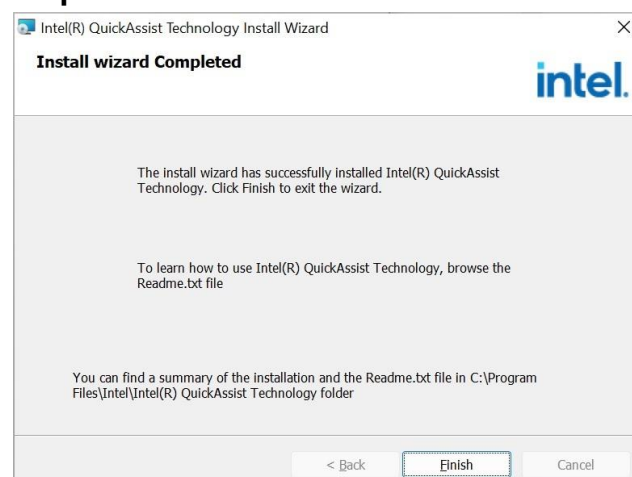 Intel(R) QuickAssist Technology Install Wizard
Install wizard Completed
intel.
The install wizard has successfully installed Intel(R) QuickAssist
Technology. Click Finish to exit the wizard.
To learn how to use Intel(R) QuickAssist Technology, browse the
Readme.txt file
You can find a summary of the installation and the Readme.txt file in C:\Program
Files\Intel\Intel(R) QuickAssist Technology folder
< Back
Finish
Cancel